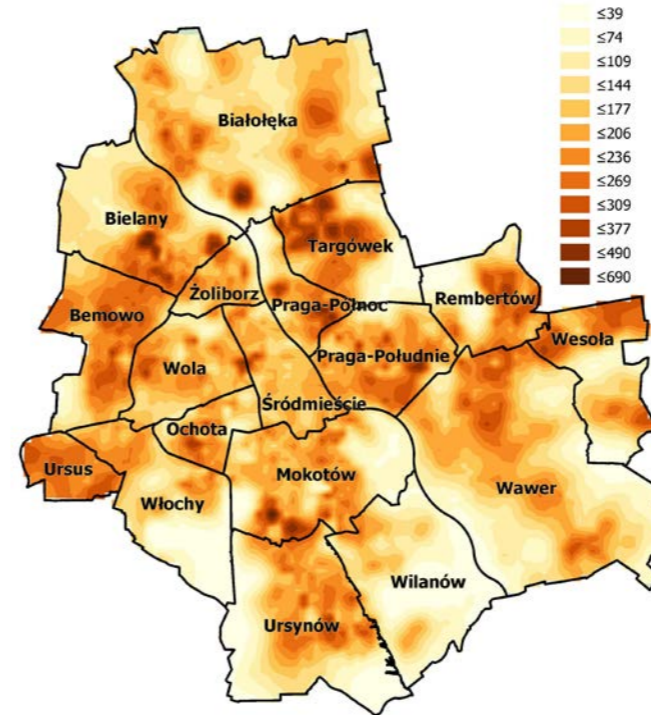 ≤39
≤74
≤109
≤144
≤177
≤206
≤236
≤269
≤309
≤377
≤490
≤690
Białołęka
Bielany
Targówek
Żoliborz
Praga-Północ
Rembertów
Bemowo
Wesoła
Wola
Praga-Południe
Śródmieście
Ochota
Ursus
Mokotów
Włochy
Wawer
Wilanów
Ursynów